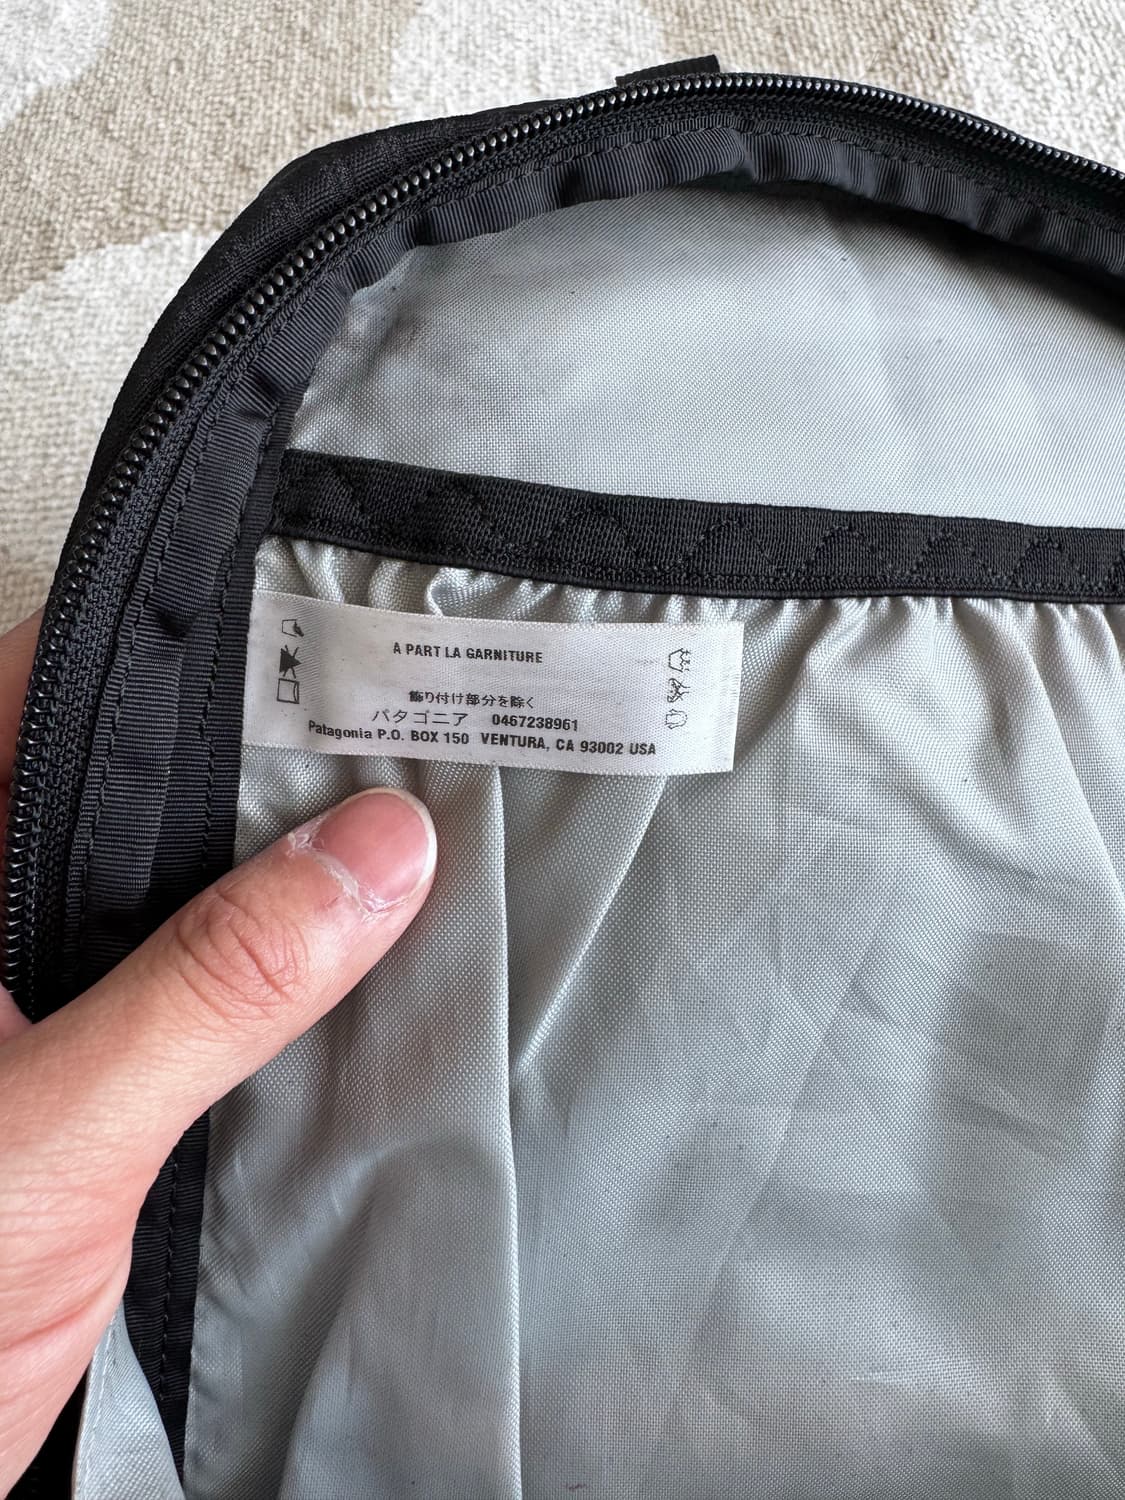 A PART LA GARNITURE
飾り付け部分を除く
パタゴニア 0467238961
Patagonia P.O. BOX 150 VENTURA, CA 93002 USA